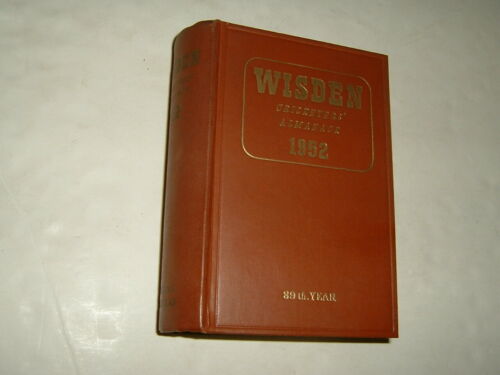 WISDEN
CRICKETERS'
ALMANACK
1952
89th. YEAR